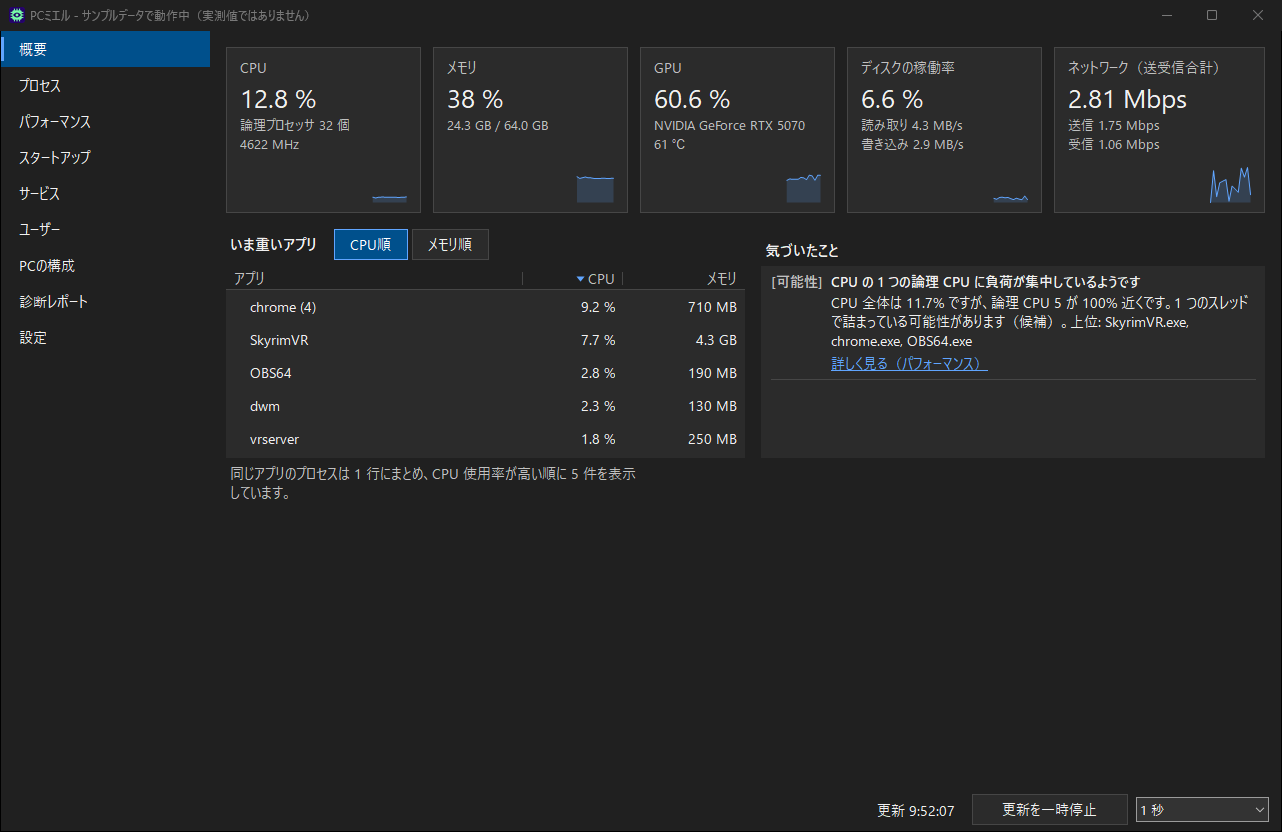 PCミエル - サンプルデータで動作中（実測値ではありません）
概要
プロセス
パフォーマンス
スタートアップ
サービス
ユーザー
PCの構成
診断レポート
設定
CPU
12.8 %
論理プロセッサ 32 個
4622 MHz
メモリ
38 %
24.3 GB / 64.0 GB
GPU
60.6 %
NVIDIA GeForce RTX 5070
61 ℃
ディスクの稼働率
6.6 %
読み取り 4.3 MB/s
書き込み 2.9 MB/s
ネットワーク（送受信合計）
2.81 Mbps
送信 1.75 Mbps
受信 1.06 Mbps
いま重いアプリ CPU順 メモリ順
アプリ CPU メモリ
chrome (4) 9.2 % 710 MB
SkyrimVR 7.7 % 4.3 GB
OBS64 2.8 % 190 MB
dwm 2.3 % 130 MB
vrserver 1.8 % 250 MB
同じアプリのプロセスは 1 行にまとめ、CPU 使用率が高い順に 5 件を表示
しています。
気づいたこと
[可能性] CPU の 1 つの論理 CPU に負荷が集中しているようです
CPU 全体は 11.7% ですが、論理 CPU 5 が 100% 近くです。1 つのスレッド
で詰まっている可能性があります（候補）。上位: SkyrimVR.exe,
chrome.exe, OBS64.exe
詳しく見る（パフォーマンス）
更新 9:52:07 更新を一時停止 1 秒